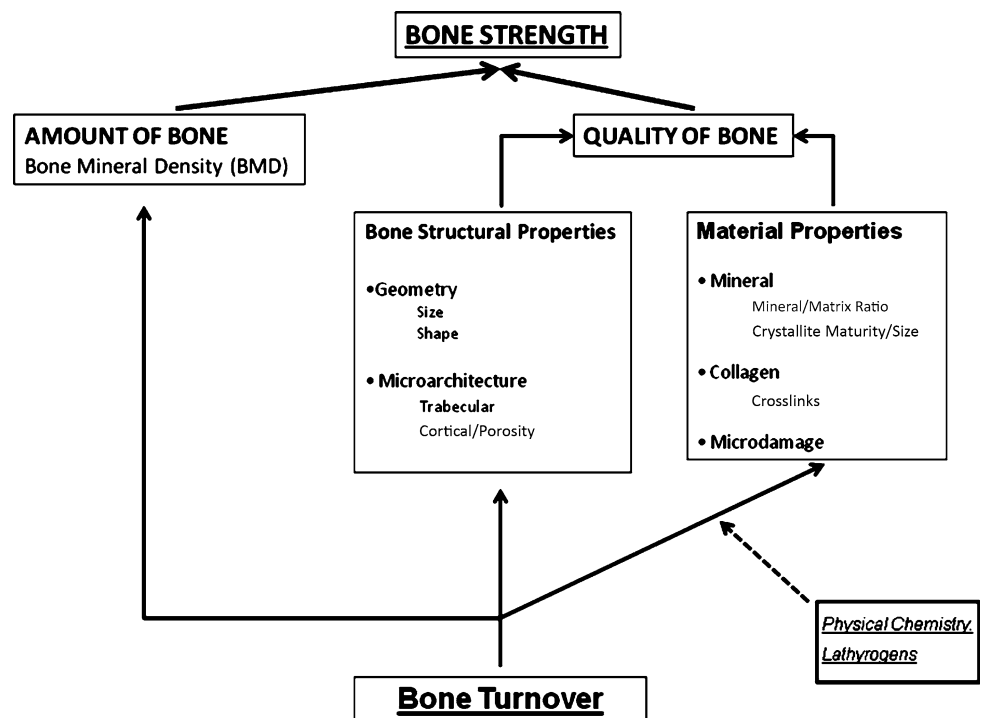 BONE STRENGTH
AMOUNT OF BONE
Bone Mineral Density (BMD)
QUALITY OF BONE
Bone Structural Properties
•Geometry
Size
Shape
• Microarchitecture
Trabecular
Cortical/Porosity
Material Properties
• Mineral
Mineral/Matrix Ratio
Crystallite Maturity/Size
• Collagen
Crosslinks
• Microdamage
Physical Chemistry.
Lathyrogens
Bone Turnover